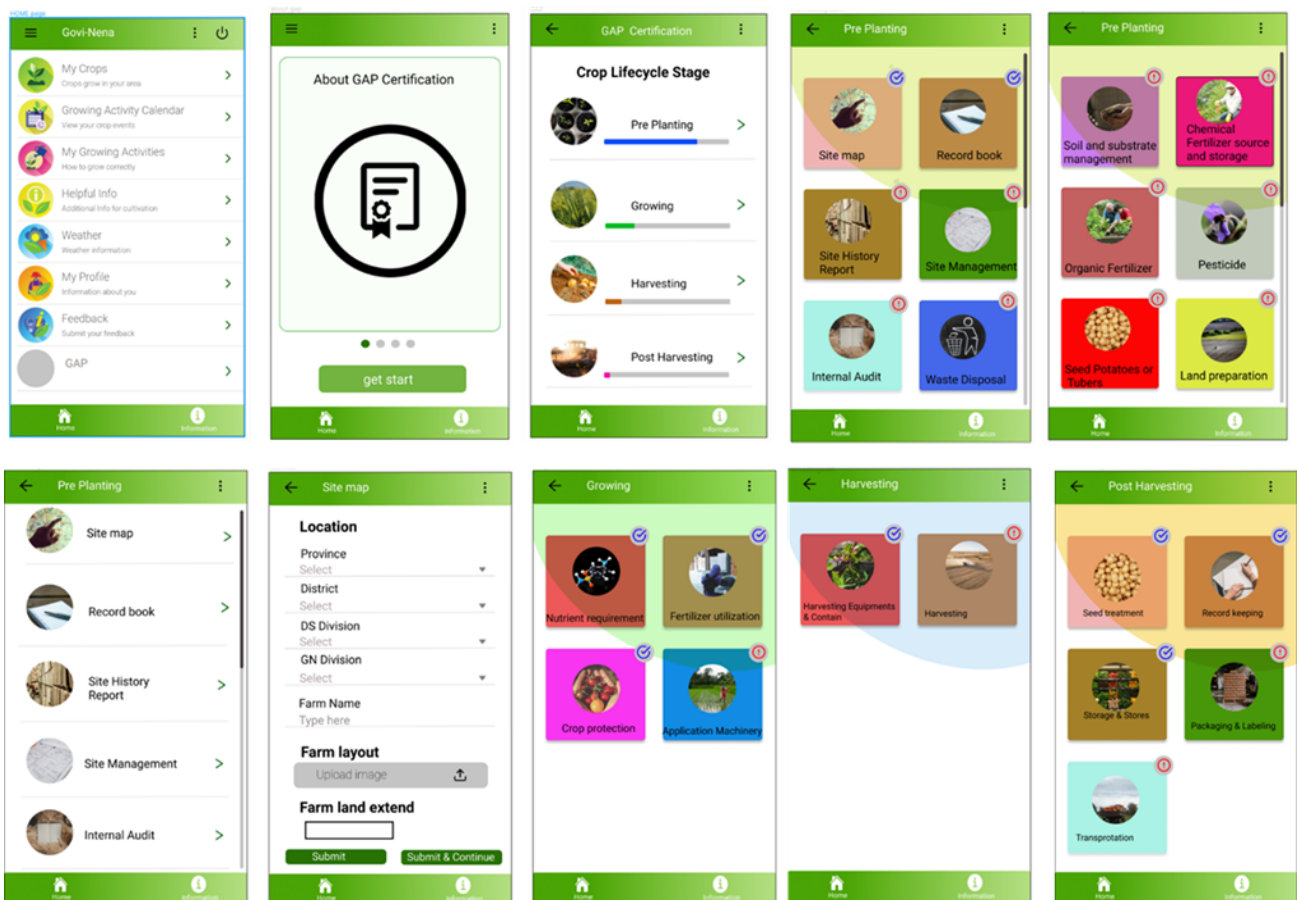 HOME page
Govi-Nena
My Crops
Crops grow in your area
Growing Activity Calendar
View your crop events
My Growing Activities
How to grow correctly
Helpful Info
Additional Info for cultivation
Weather
Weather information
My Profile
Information about you
Feedback
Submit your feedback
GAP
Home
Information
about gap
About GAP Certification
get start
Home
Information
GAP
GAP Certification
Crop Lifecycle Stage
Pre Planting
Growing
Harvesting
Post Harvesting
Home
Information
Pre Planting
Site map
Record book
Site History
Report
Site Management
Internal Audit
Waste Disposal
Home
Information
Pre Planting
Soil and substrate
management
Chemical
Fertilizer source
and storage
Organic Fertilizer
Pesticide
Seed Potatoes or
Tubers
Land preparation
Home
Information
Pre Planting
Site map
Record book
Site History
Report
Site Management
Internal Audit
Home
Information
Site map
Location
Province
Select
District
Select
DS Division
Select
GN Division
Select
Farm Name
Type here
Farm layout
Upload image
Farm land extend
Submit
Submit & Continue
Home
Information
Growing
Nutrient requirement
Fertilizer utilization
Crop protection
Application Machinery
Home
Information
Harvesting
Harvesting Equipments
& Contain
Harvesting
Home
Information
Post Harvesting
Seed treatment
Record keeping
Storage & Stores
Packaging & Labeling
Transprotation
Home
Information